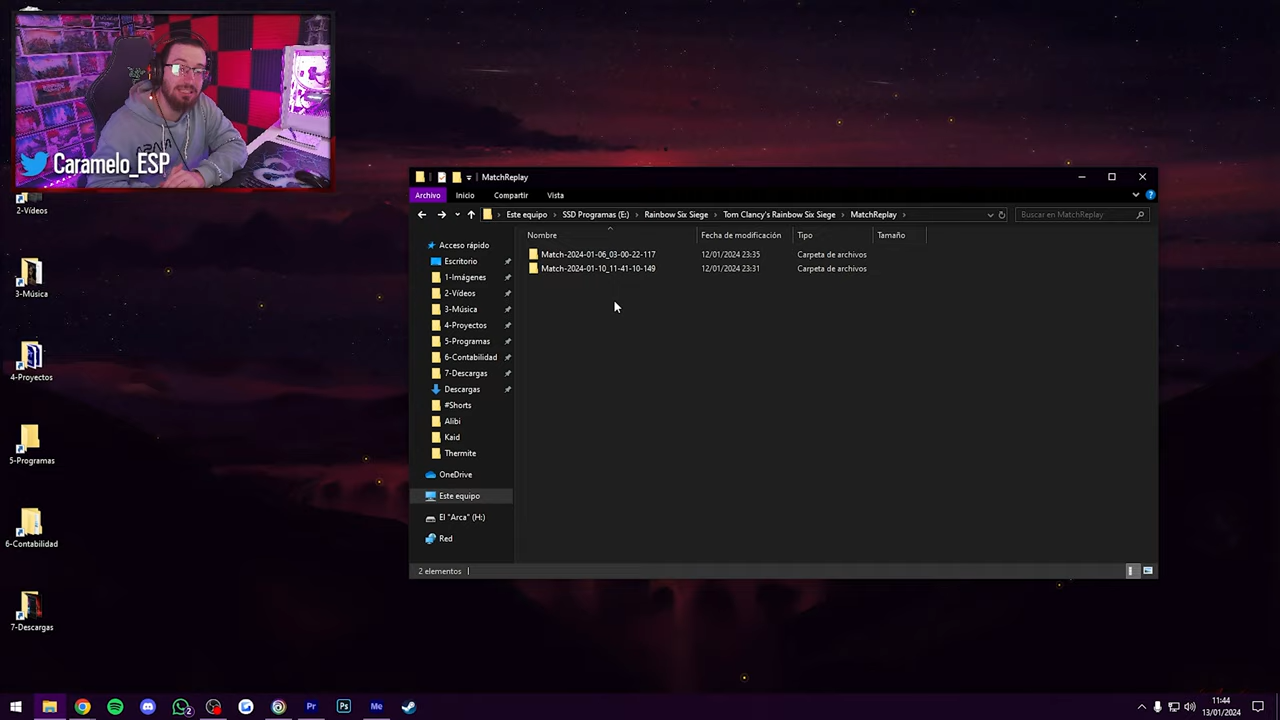 Caramelo_ESP
2-Vídeos
3-Música
4-Proyectos
5-Programas
6-Contabilidad
7-Descargas
MatchReplay
Archivo Inicio Compartir Vista
Este equipo > SSD Programas (E:) > Rainbow Six Siege > Tom Clancy's Rainbow Six Siege > MatchReplay >
Buscar en MatchReplay
Nombre Fecha de modificación Tipo Tamaño
Match-2024-01-06_03-00-22-117 12/01/2024 23:35 Carpeta de archivos
Match-2024-01-10_11-41-10-149 12/01/2024 23:31 Carpeta de archivos
Acceso rápido
Escritorio
1-Imágenes
2-Vídeos
3-Música
4-Proyectos
5-Programas
6-Contabilidad
7-Descargas
Descargas
#Shorts
Alibi
Kaid
Thermite
OneDrive
Este equipo
El "Arca" (H:)
Red
2 elementos
2
Pr
Ps
Me
11:44
13/01/2024